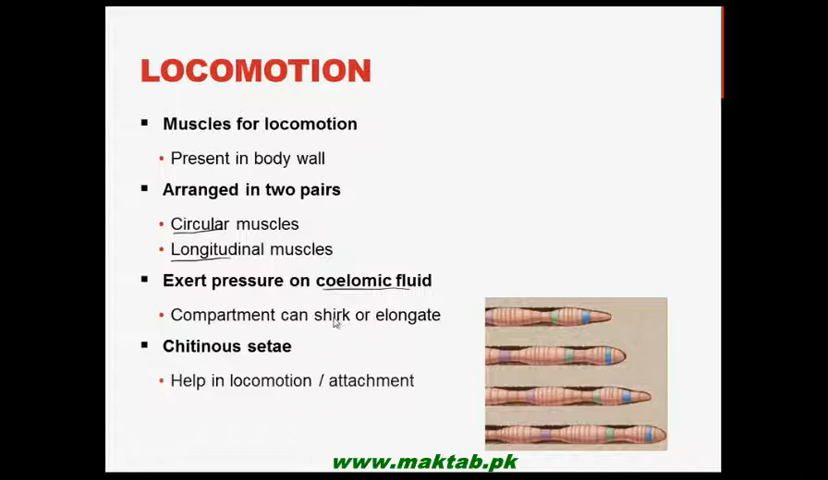 LOCOMOTION
Muscles for locomotion
Present in body wall
Arranged in two pairs
Circular muscles
Longitudinal muscles
Exert pressure on coelomic fluid
Compartment can shirk or elongate
Chitinous setae
Help in locomotion / attachment
www.maktab.pk